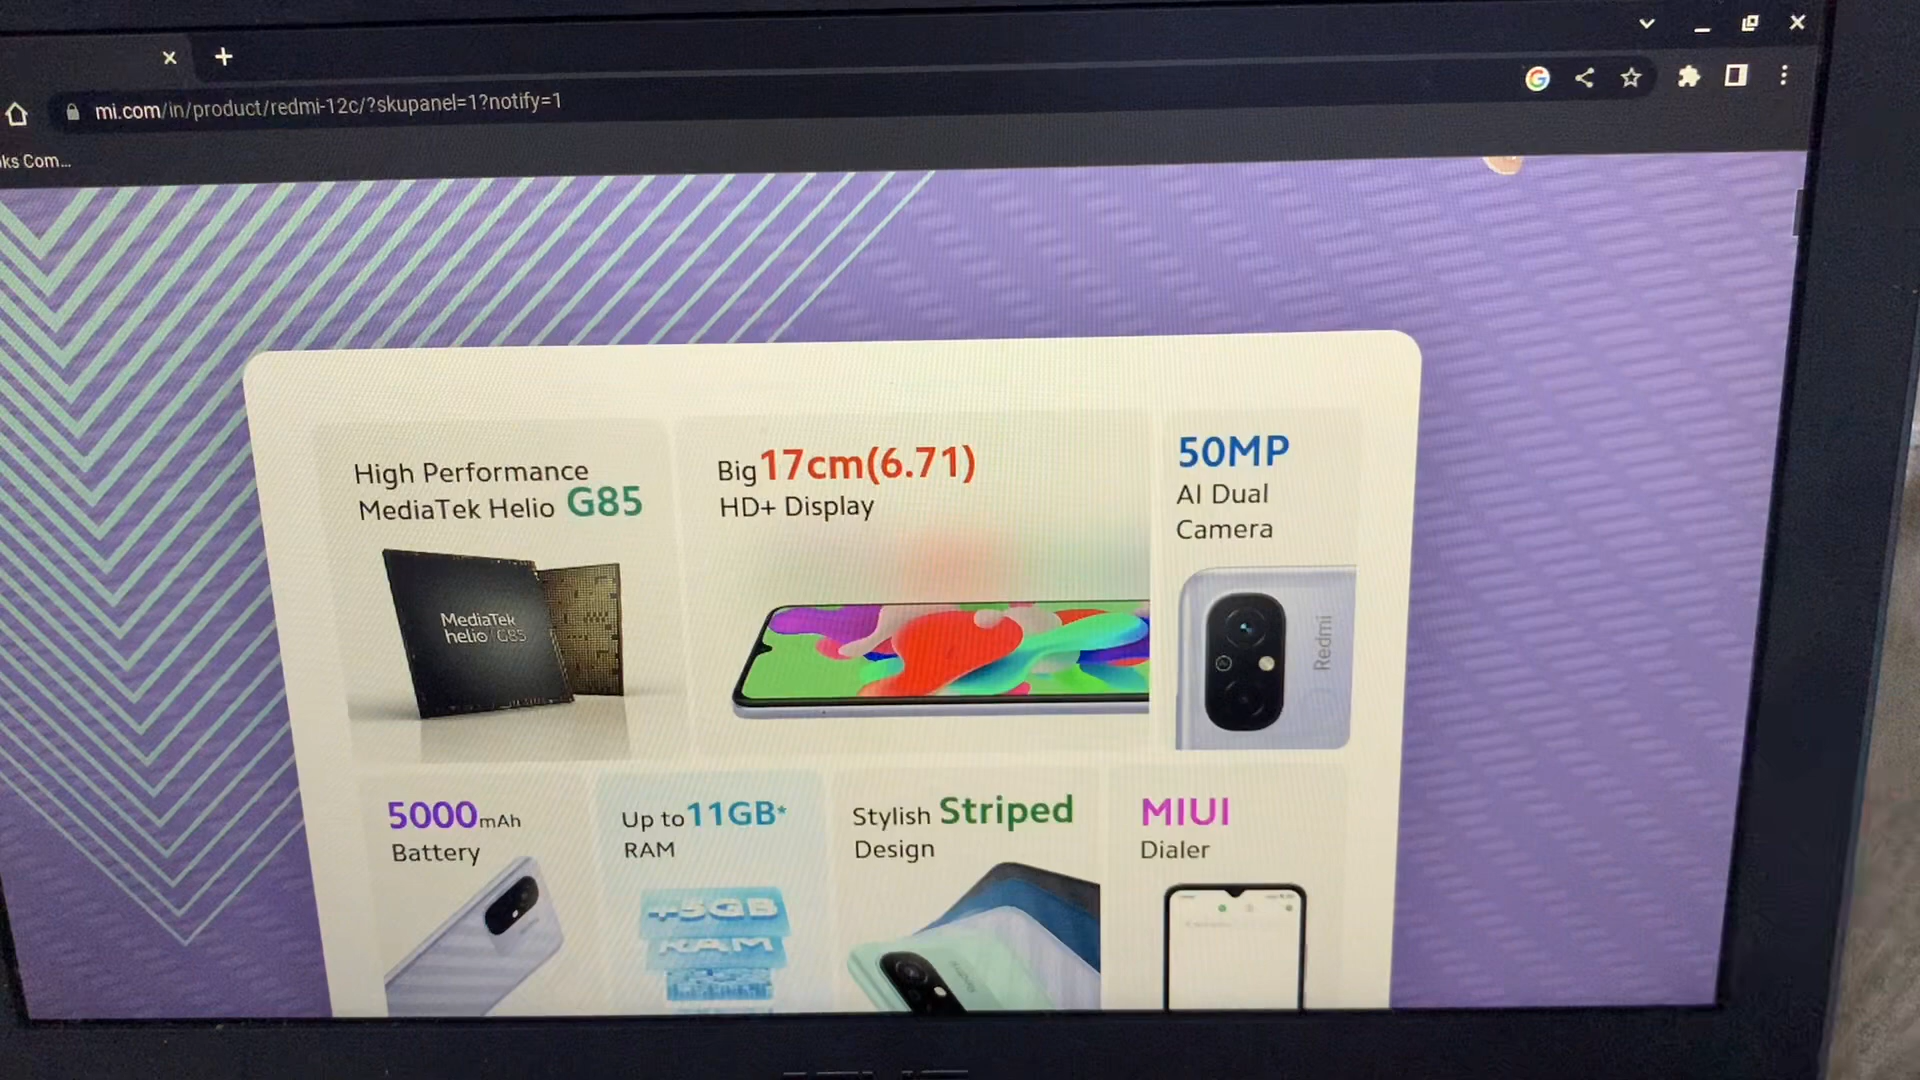 mi.com/in/product/redmi-12c/?skupanel=1?notify=1
ks Com...
High Performance
MediaTek Helio G85
MediaTek
helio G85
Big 17cm(6.71)
HD+ Display
50MP
AI Dual
Camera
Redmi
5000mAh
Battery
Up to 11GB*
RAM
+5GB
RAM
Stylish Striped
Design
MIUI
Dialer